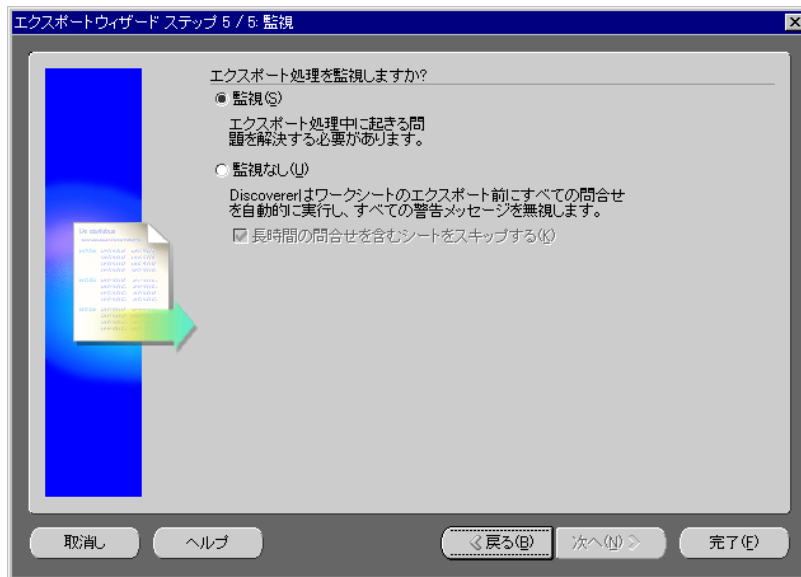 エクスポートウィザード ステップ 5 / 5: 監視
エクスポート処理を監視しますか?
監視(S)
エクスポート処理中に起きる問
題を解決する必要があります。
監視なし(U)
Discovererはワークシートのエクスポート前にすべての問合せ
を自動的に実行し、すべての警告メッセージを無視します。
長時間の問合せを含むシートをスキップする(K)
取消し
ヘルプ
戻る(B)
次へ(N)
完了(F)